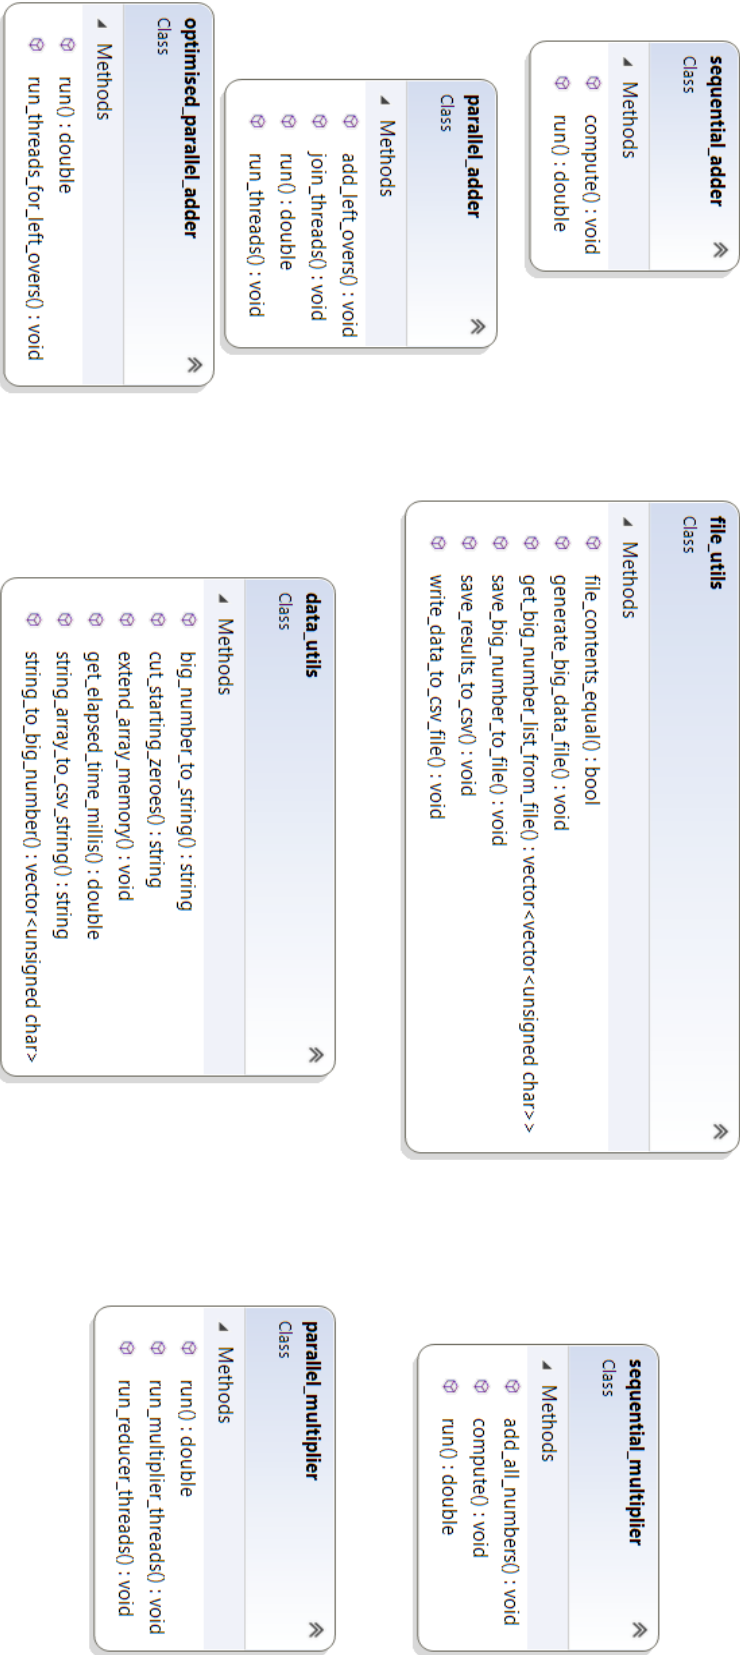 sequential_adder
Class
Methods
compute() : void
run() : double
parallel_adder
Class
Methods
add_left_overs() : void
join_threads() : void
run() : double
run_threads() : void
optimised_parallel_adder
Class
Methods
run() : double
run_threads_for_left_overs() : void
file_utils
Class
Methods
file_contents_equal() : bool
generate_big_data_file() : void
get_big_number_list_from_file() : vector<vector<unsigned char>>
save_big_number_to_file() : void
save_results_to_csv() : void
write_data_to_csv_file() : void
data_utils
Class
Methods
big_number_to_string() : string
cut_starting_zeroes() : string
extend_array_memory() : void
get_elapsed_time_millis() : double
string_array_to_csv_string() : string
string_to_big_number() : vector<unsigned char>
sequential_multiplier
Class
Methods
add_all_numbers() : void
compute() : void
run() : double
parallel_multiplier
Class
Methods
run() : double
run_multiplier_threads() : void
run_reducer_threads() : void